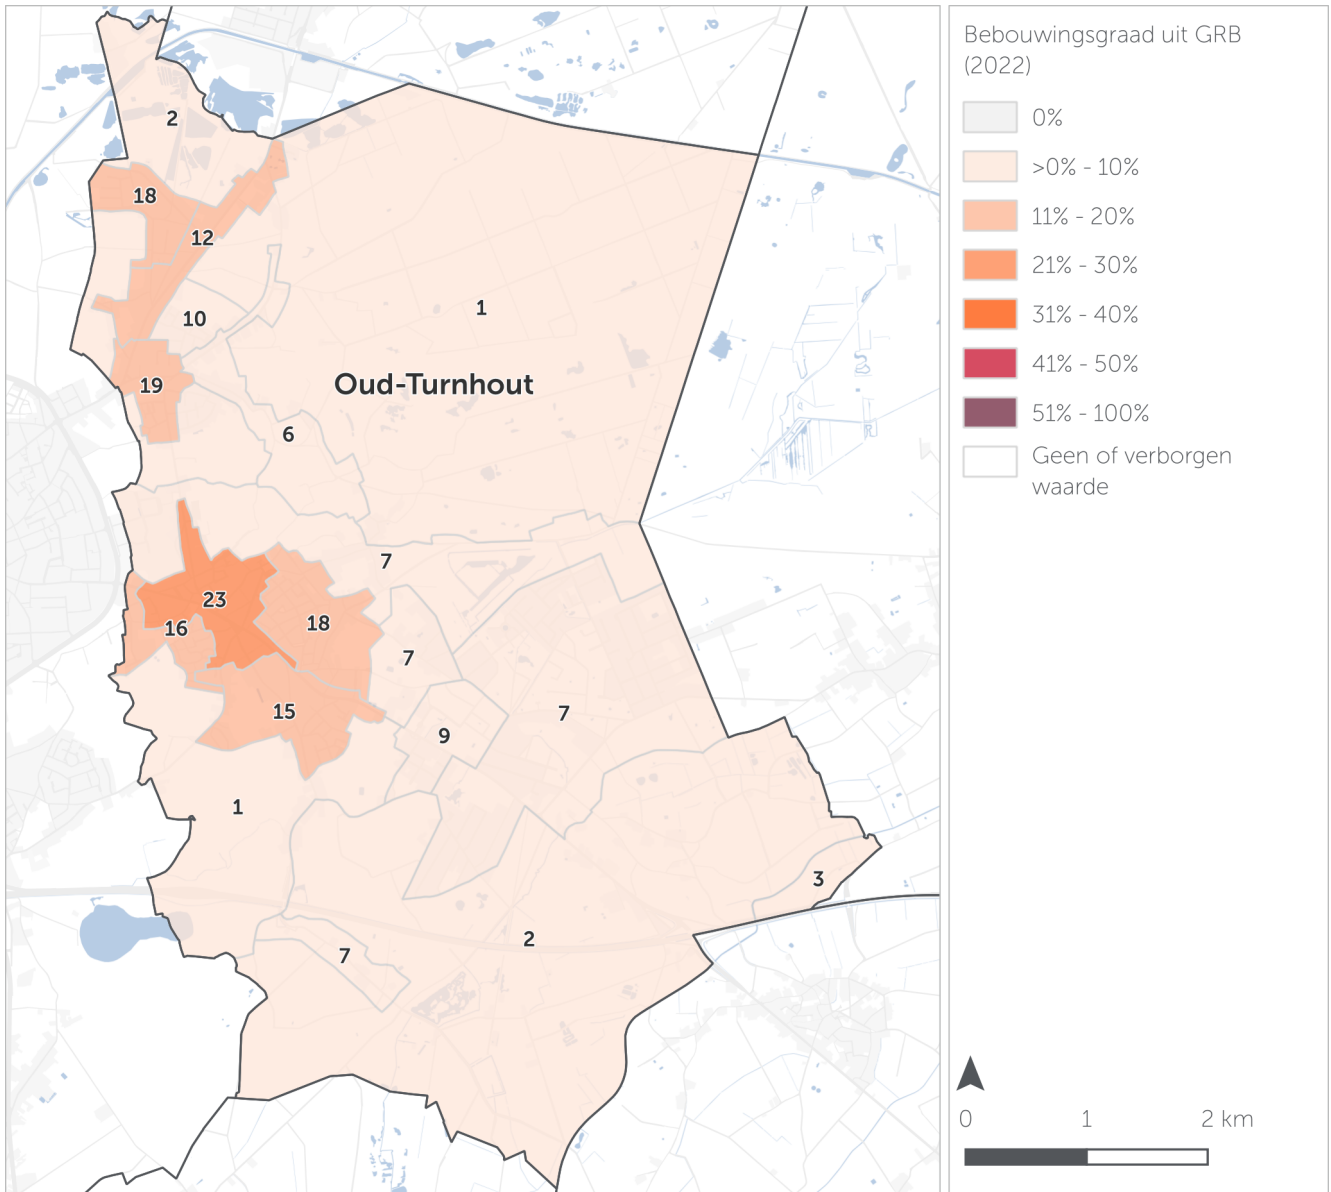 2
18
12
10
1
19
Oud-Turnhout
6
7
23
18
16
7
15
7
9
1
3
2
7
Bebouwingsgraad uit GRB
(2022)
0%
>0% - 10%
11% - 20%
21% - 30%
31% - 40%
41% - 50%
51% - 100%
Geen of verborgen
waarde
0 1 2 km